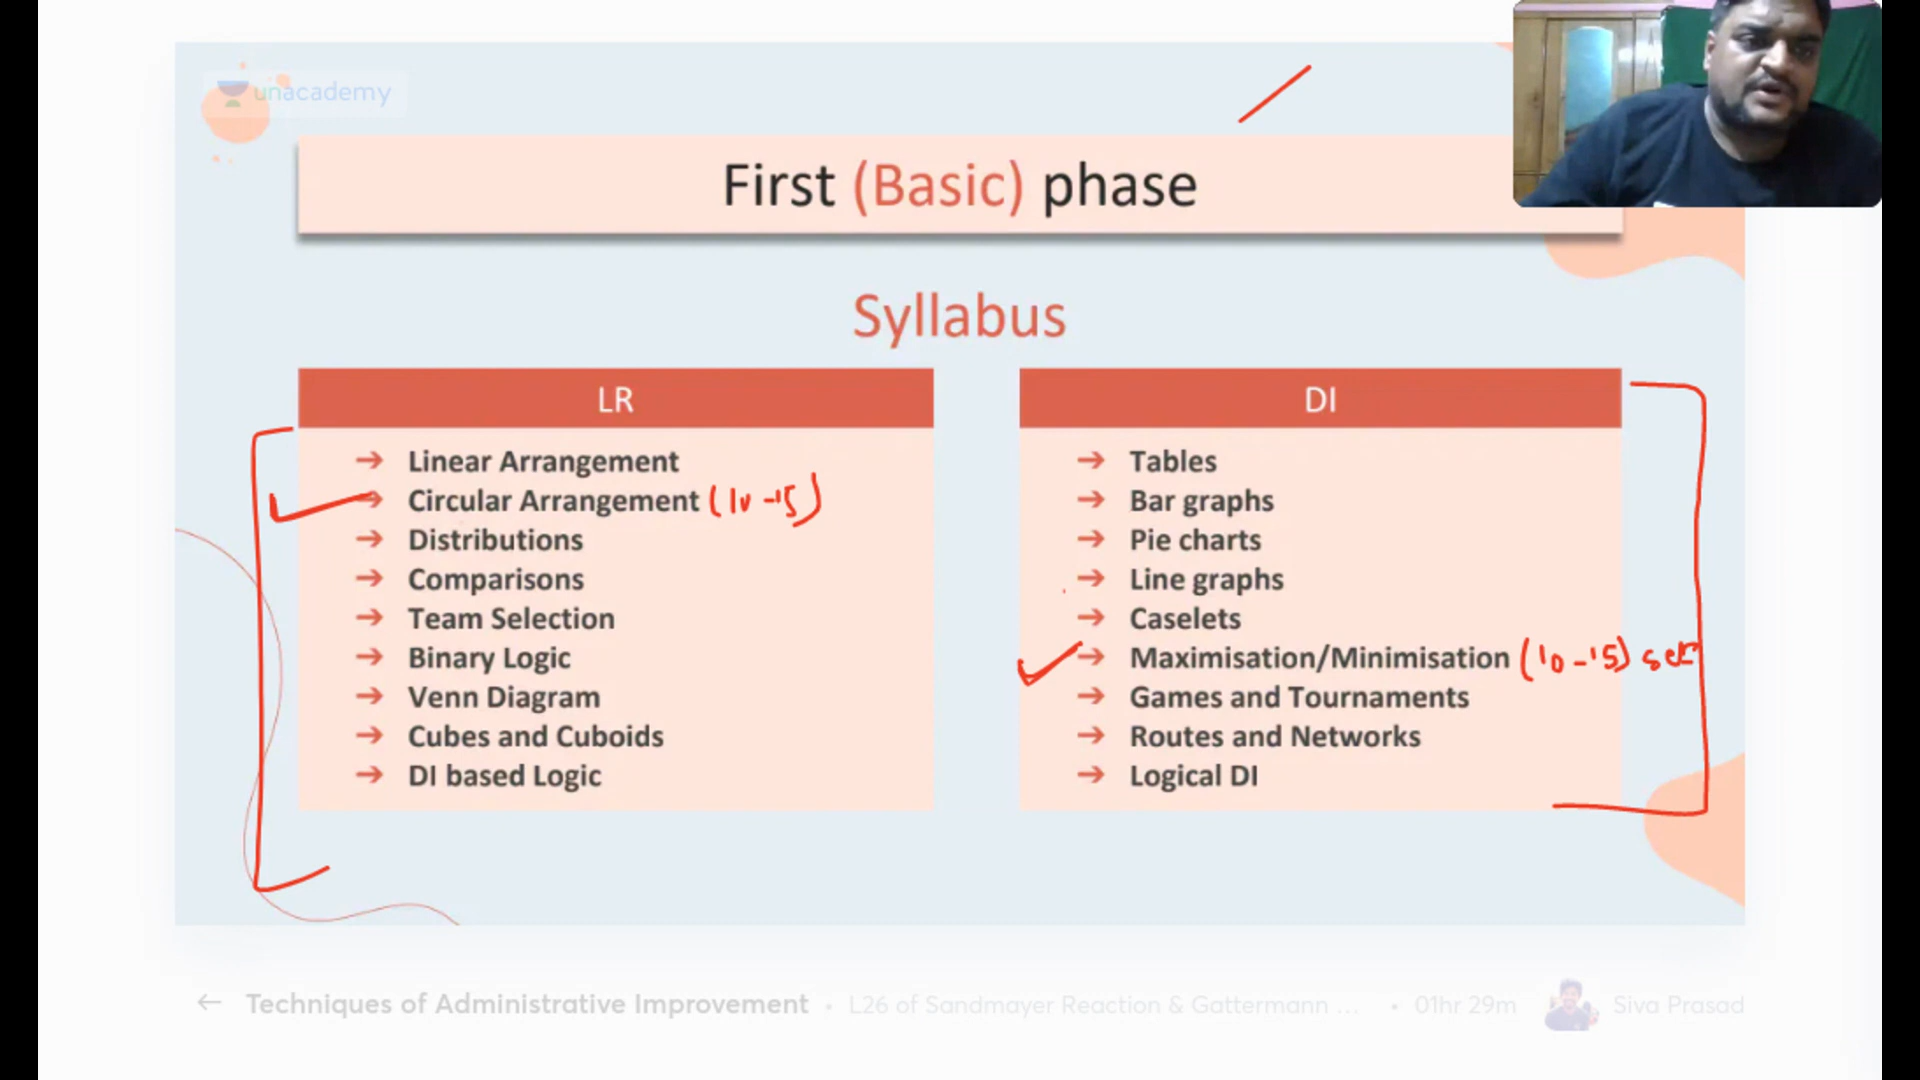 unacademy
First (Basic) phase
Syllabus
LR
Linear Arrangement
Circular Arrangement (10-15)
Distributions
Comparisons
Team Selection
Binary Logic
Venn Diagram
Cubes and Cuboids
DI based Logic
DI
Tables
Bar graphs
Pie charts
Line graphs
Caselets
Maximisation/Minimisation (10-15) set
Games and Tournaments
Routes and Networks
Logical DI
Techniques of Administrative Improvement • L26 of Sandmayer Reaction & Gattermann ... • 01hr 29m Siva Prasad